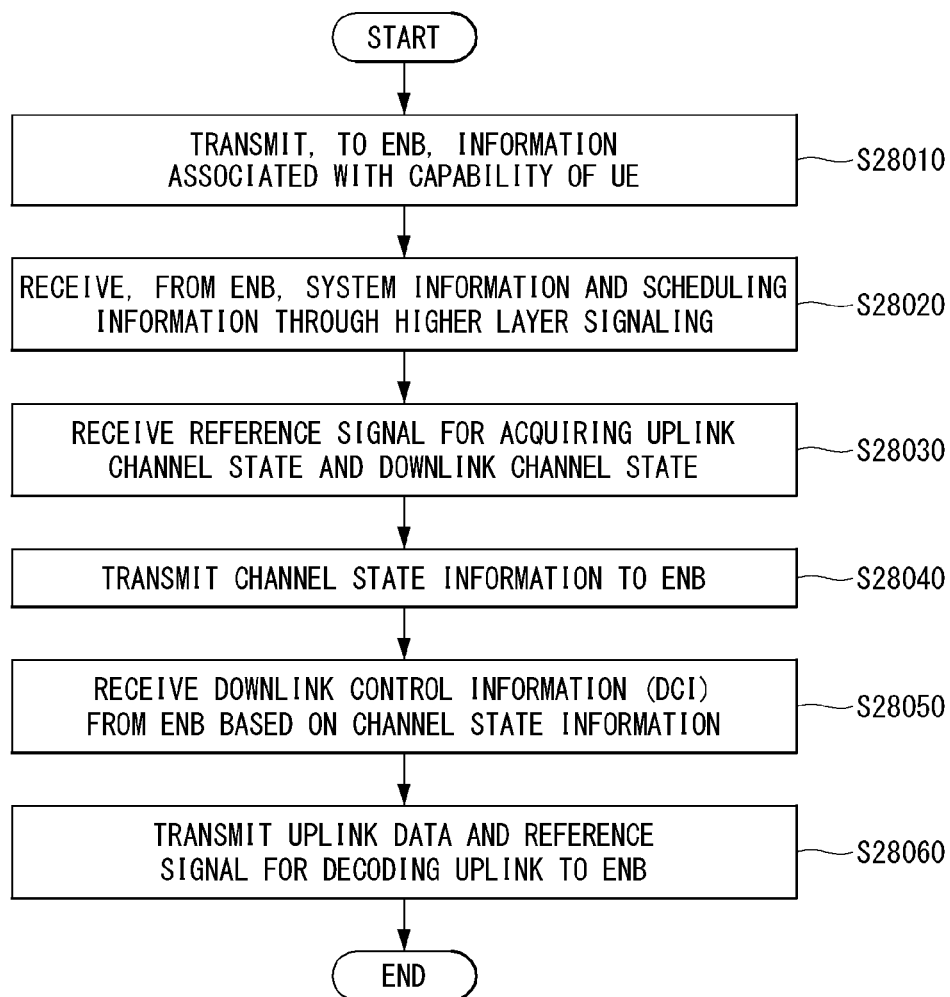 START
TRANSMIT, TO ENB, INFORMATION
ASSOCIATED WITH CAPABILITY OF UE
S28010
RECEIVE, FROM ENB, SYSTEM INFORMATION AND SCHEDULING
INFORMATION THROUGH HIGHER LAYER SIGNALING
S28020
RECEIVE REFERENCE SIGNAL FOR ACQUIRING UPLINK
CHANNEL STATE AND DOWNLINK CHANNEL STATE
S28030
TRANSMIT CHANNEL STATE INFORMATION TO ENB
S28040
RECEIVE DOWNLINK CONTROL INFORMATION (DCI)
FROM ENB BASED ON CHANNEL STATE INFORMATION
S28050
TRANSMIT UPLINK DATA AND REFERENCE
SIGNAL FOR DECODING UPLINK TO ENB
S28060
END